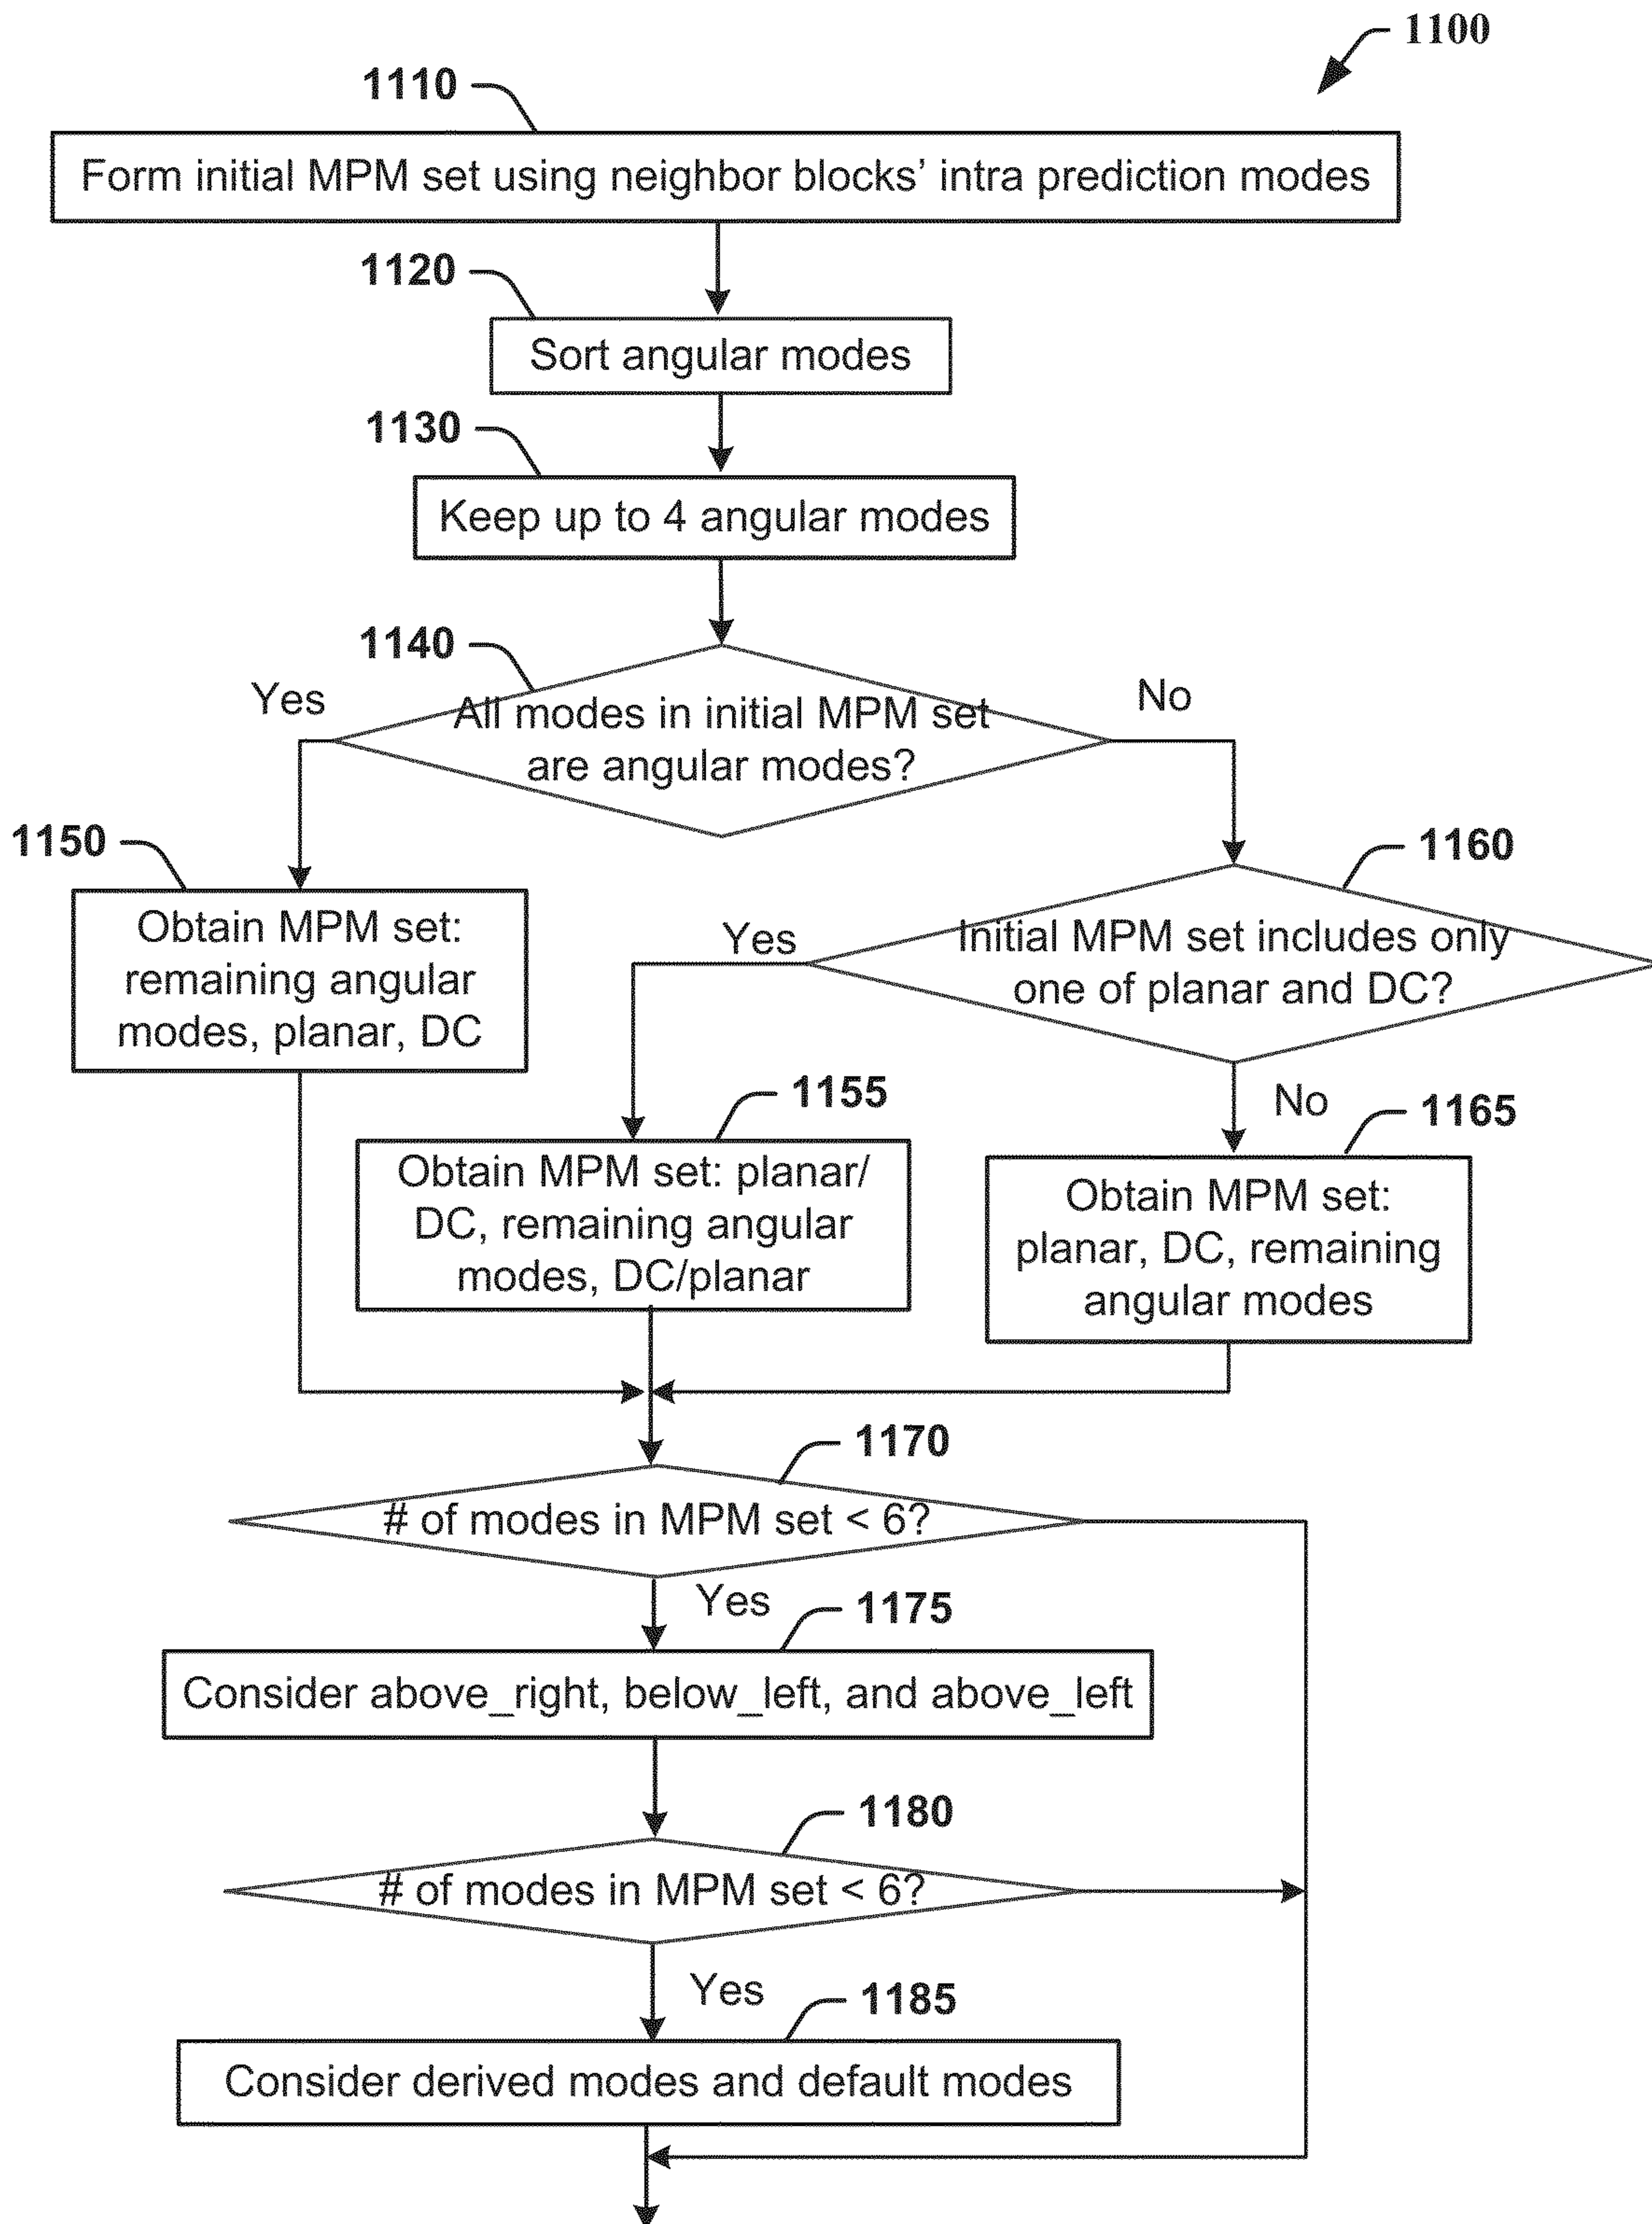 1100
1110
Form initial MPM set using neighbor blocks’ intra prediction modes
1120
Sort angular modes
1130
Keep up to 4 angular modes
1140
Yes
All modes in initial MPM set
are angular modes?
No
1150
Obtain MPM set:
remaining angular
modes, planar, DC
1160
Yes
Initial MPM set includes only
one of planar and DC?
1155
Obtain MPM set: planar/
DC, remaining angular
modes, DC/planar
No
1165
Obtain MPM set:
planar, DC, remaining
angular modes
1170
# of modes in MPM set < 6?
Yes
1175
Consider above_right, below_left, and above_left
1180
# of modes in MPM set < 6?
Yes
1185
Consider derived modes and default modes